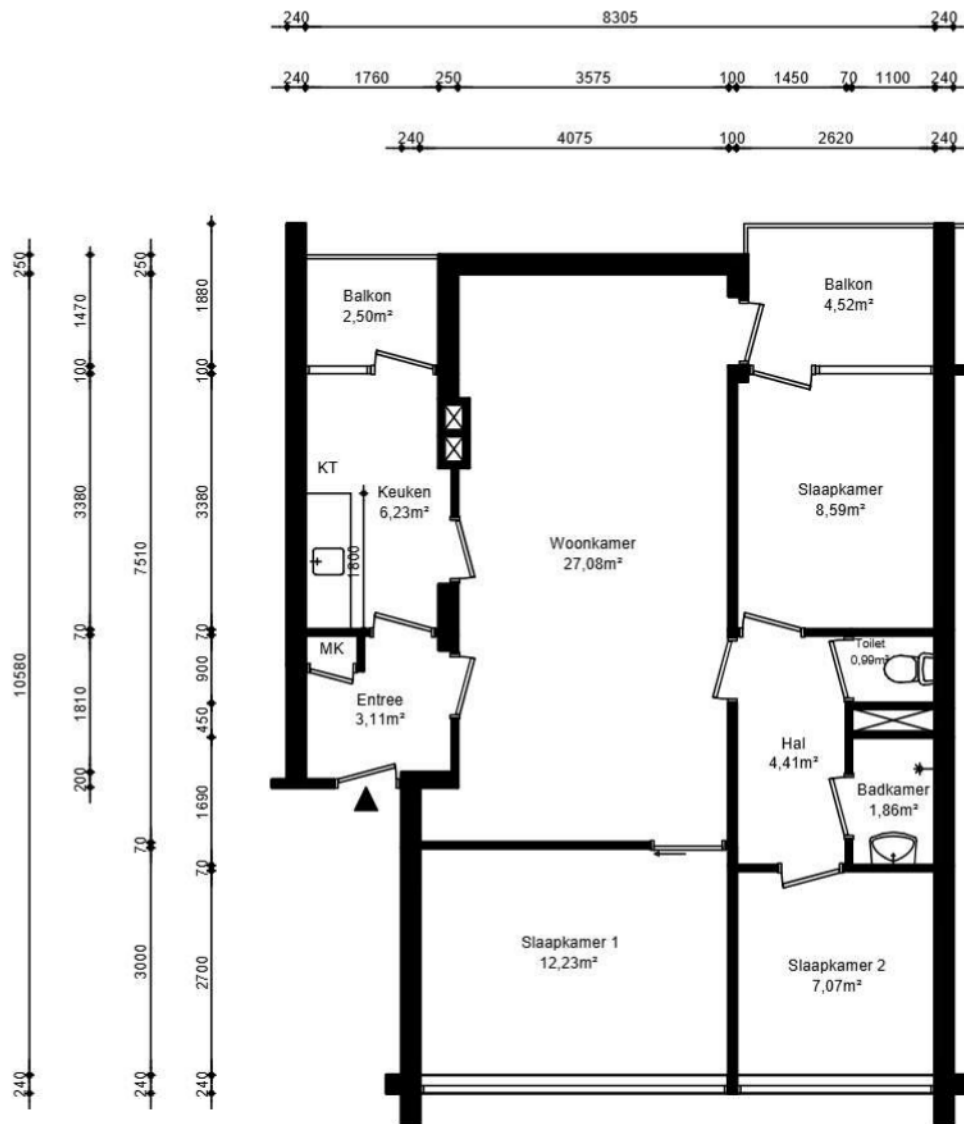 240 8305 240
240 1760 250 3575 100 1450 70 1100 240
240 4075 100 2620 240
250
10580
240
1470
100
3380
70
1810
200
250
7510
70
3000
240
1880
100
3380
70
900
450
1690
70
2700
240
Balkon
2,50m²
Balkon
4,52m²
KT
Keuken
6,23m²
1800
Woonkamer
27,08m²
Slaapkamer
8,59m²
MK
Entree
3,11m²
Toilet
0,99m²
Hal
4,41m²
Badkamer
1,86m²
Slaapkamer 1
12,23m²
Slaapkamer 2
7,07m²